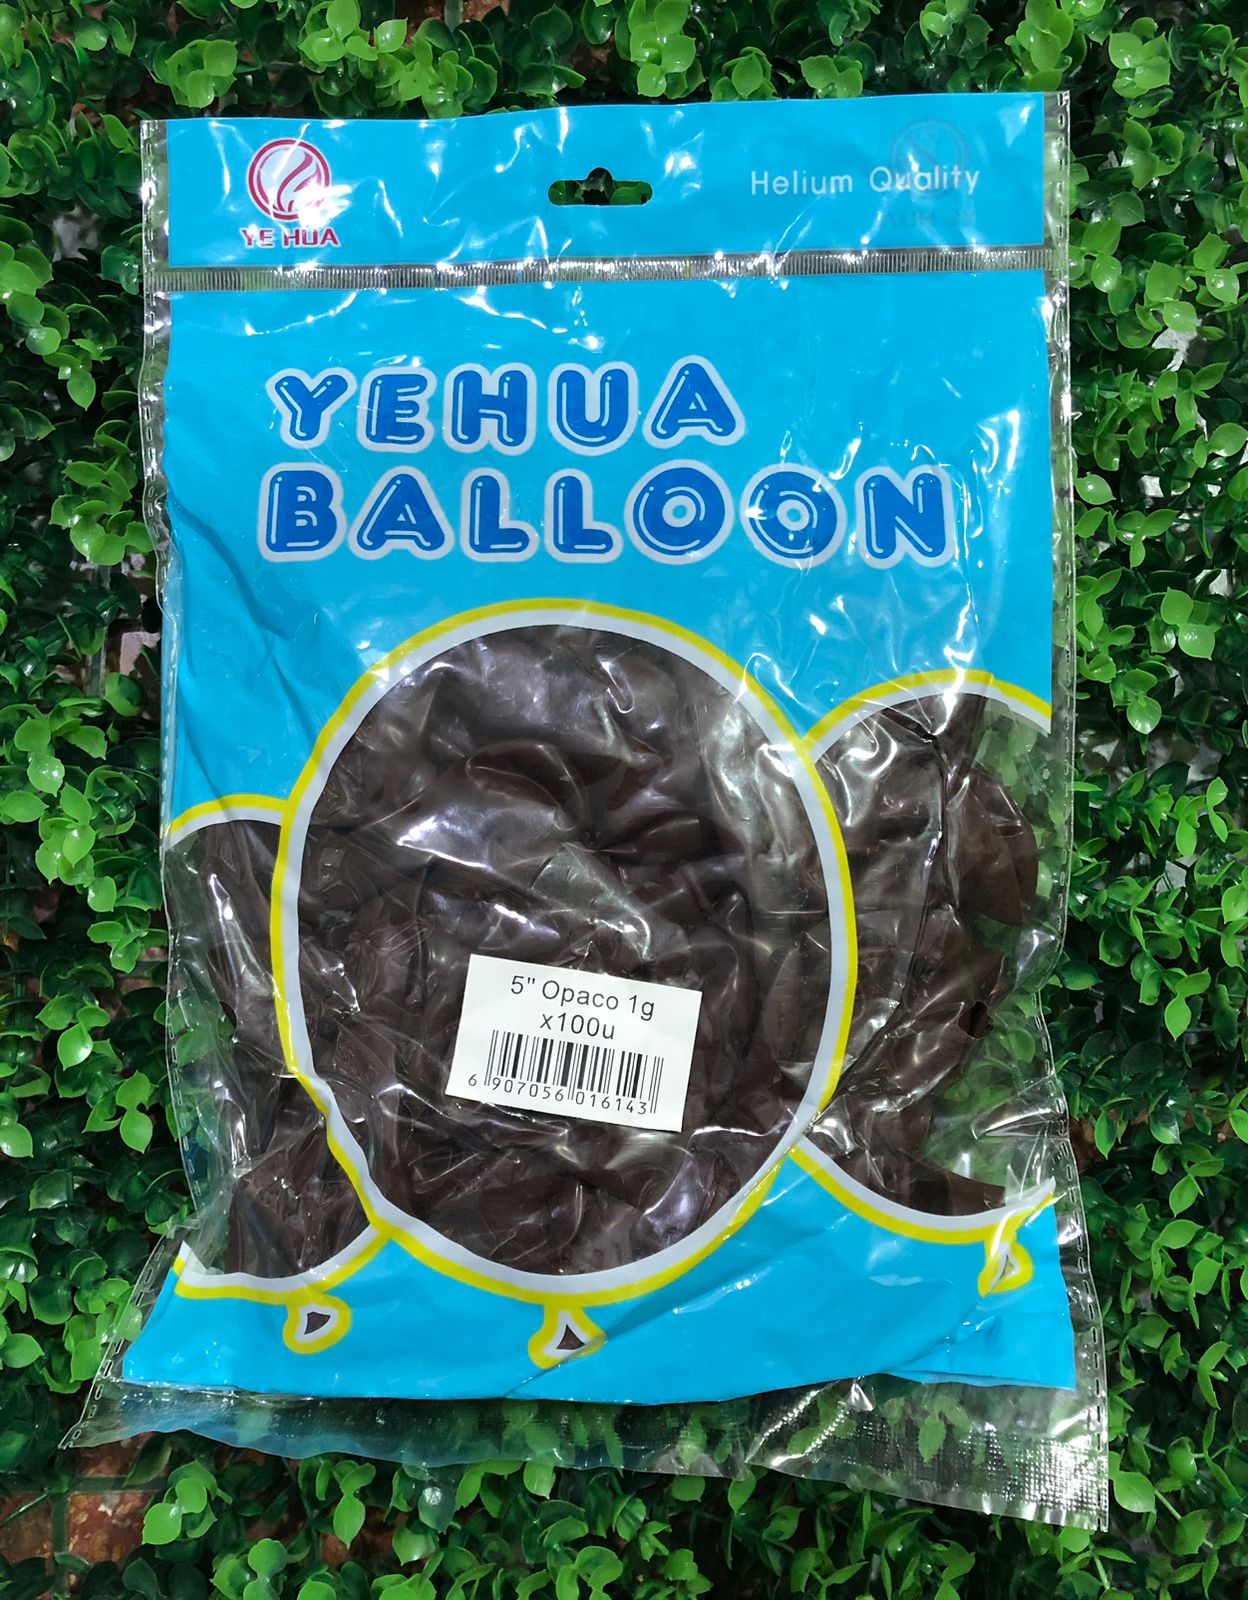 YE HUA
Helium Quality
YEHUA
BALLOON
5" Opaco 1g
x100u
6 907056 016143